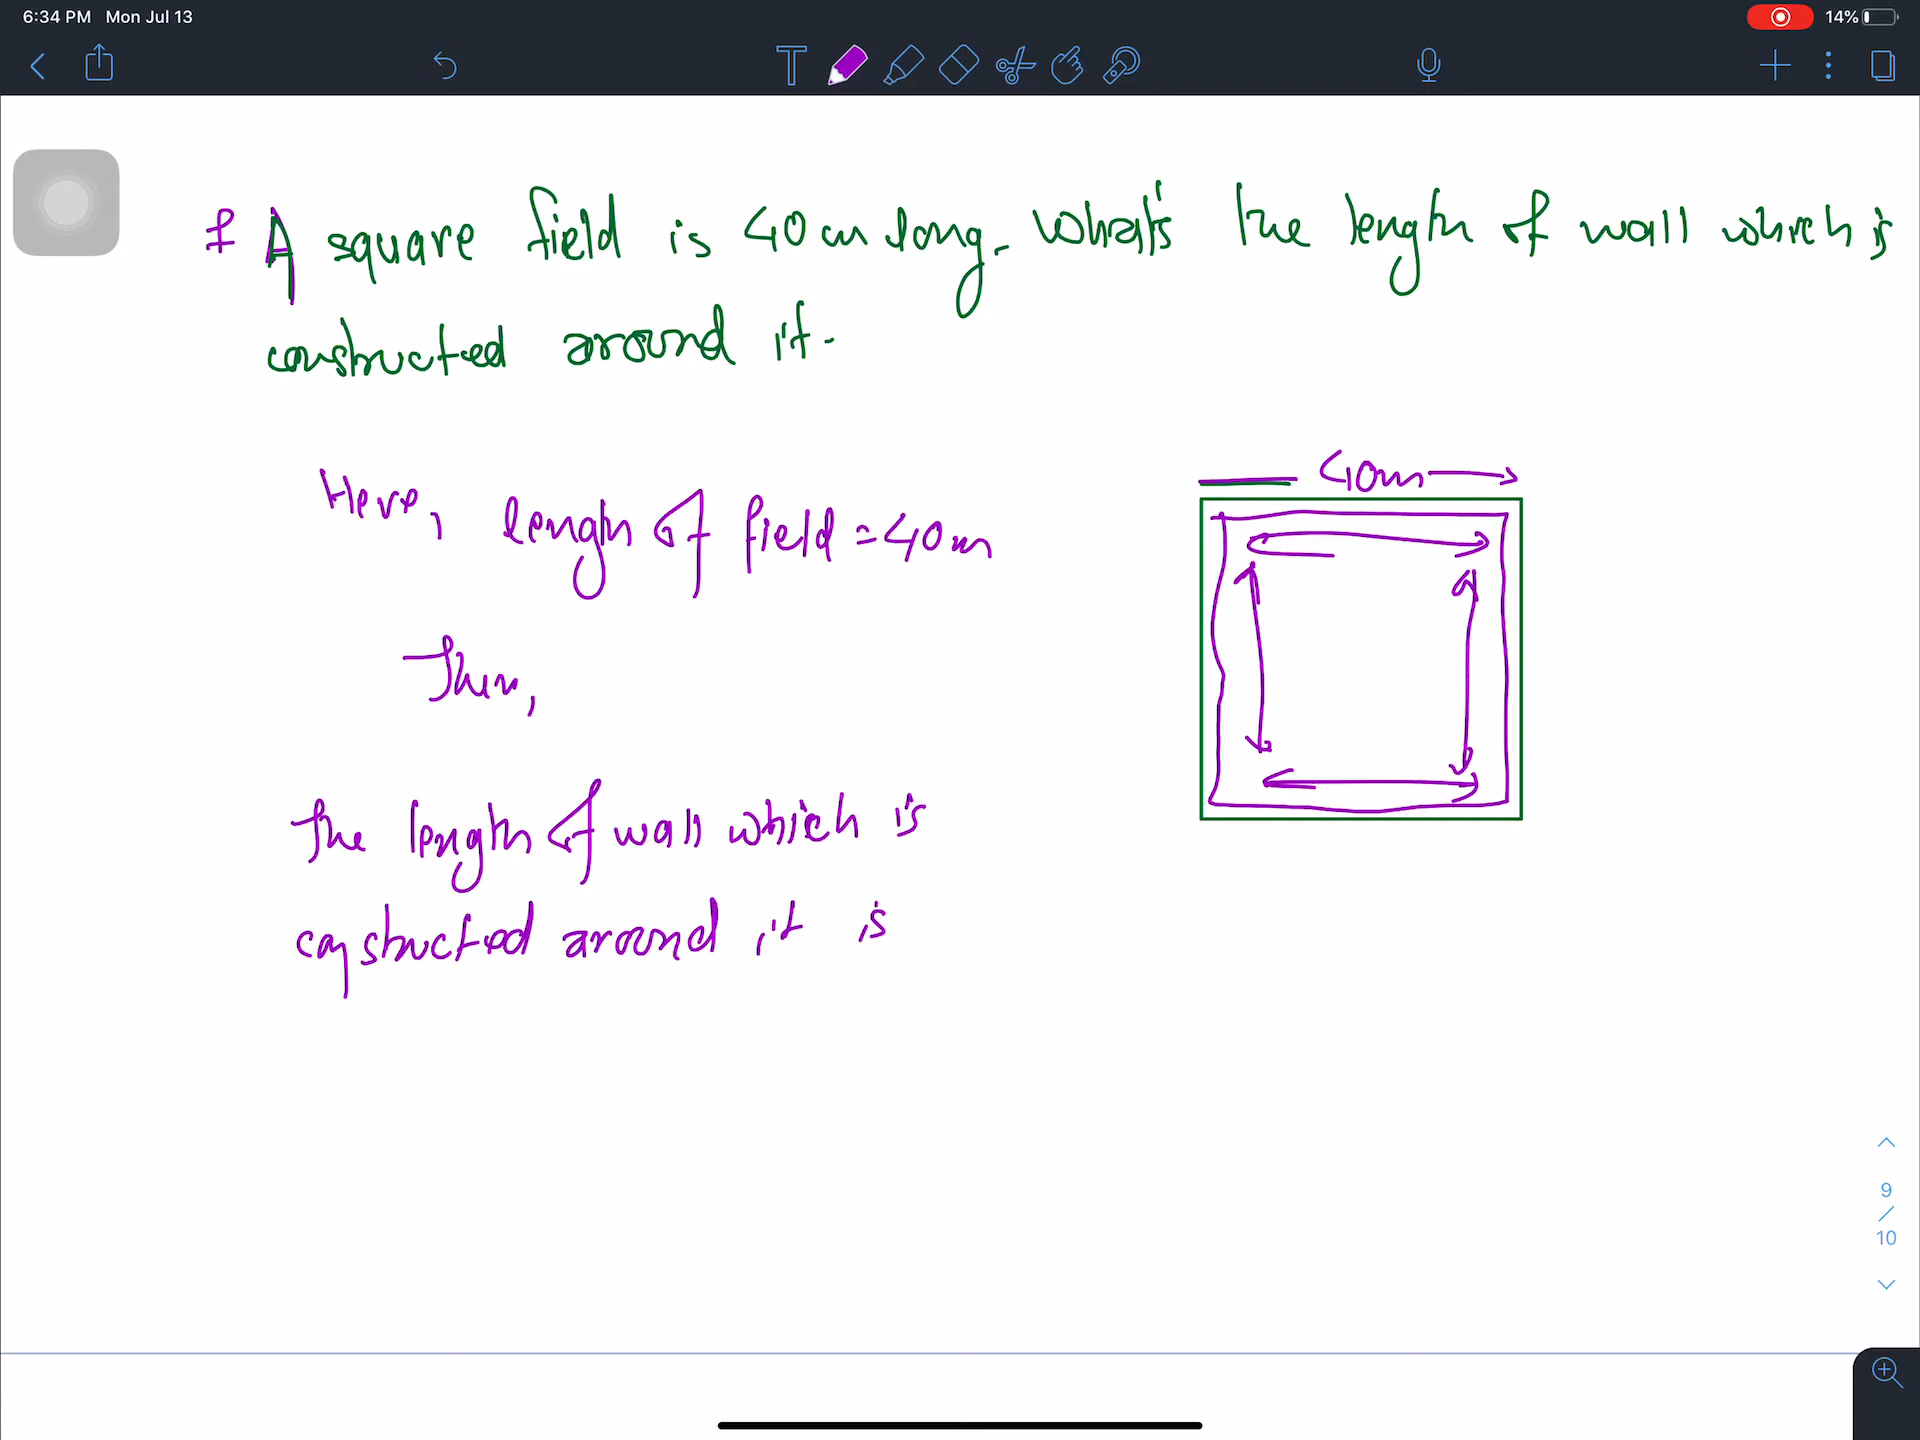 6:34 PM Mon Jul 13
14%
A square field is 40m long. What's the length of wall which is
constructed around it.
40m
Here, length of field = 40m
Then,
The length of wall which is
constructed around it is
9
/
10